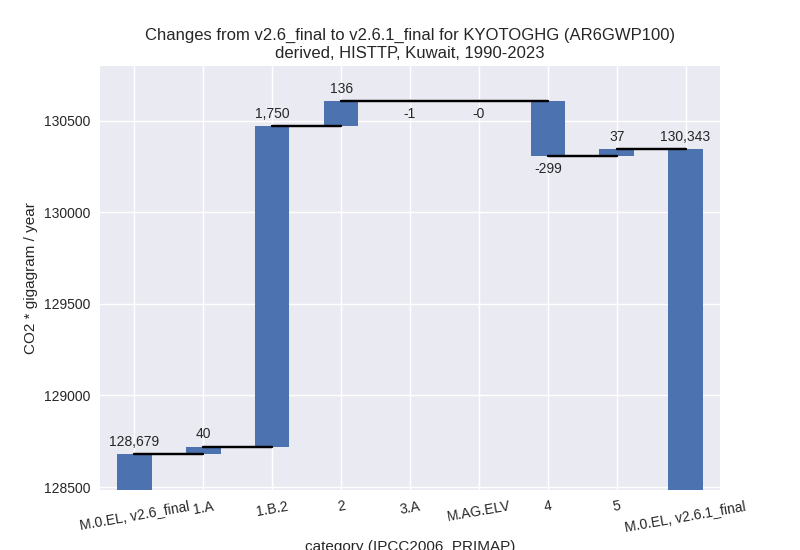 Changes from v2.6_final to v2.6.1_final for KYOTOGHG (AR6GWP100)
derived, HISTTP, Kuwait, 1990-2023
136
1,750
130500
-1
-0
37
130,343
-299
130000
CO2 * gigagram / year
129500
129000
128,679
40
128500
M.0.EL, v2.6_final
1.A
1.B.2
2
3.A
M.AG.ELV
4
5
M.0.EL, v2.6.1_final
category (IPCC2006_PRIMAP)